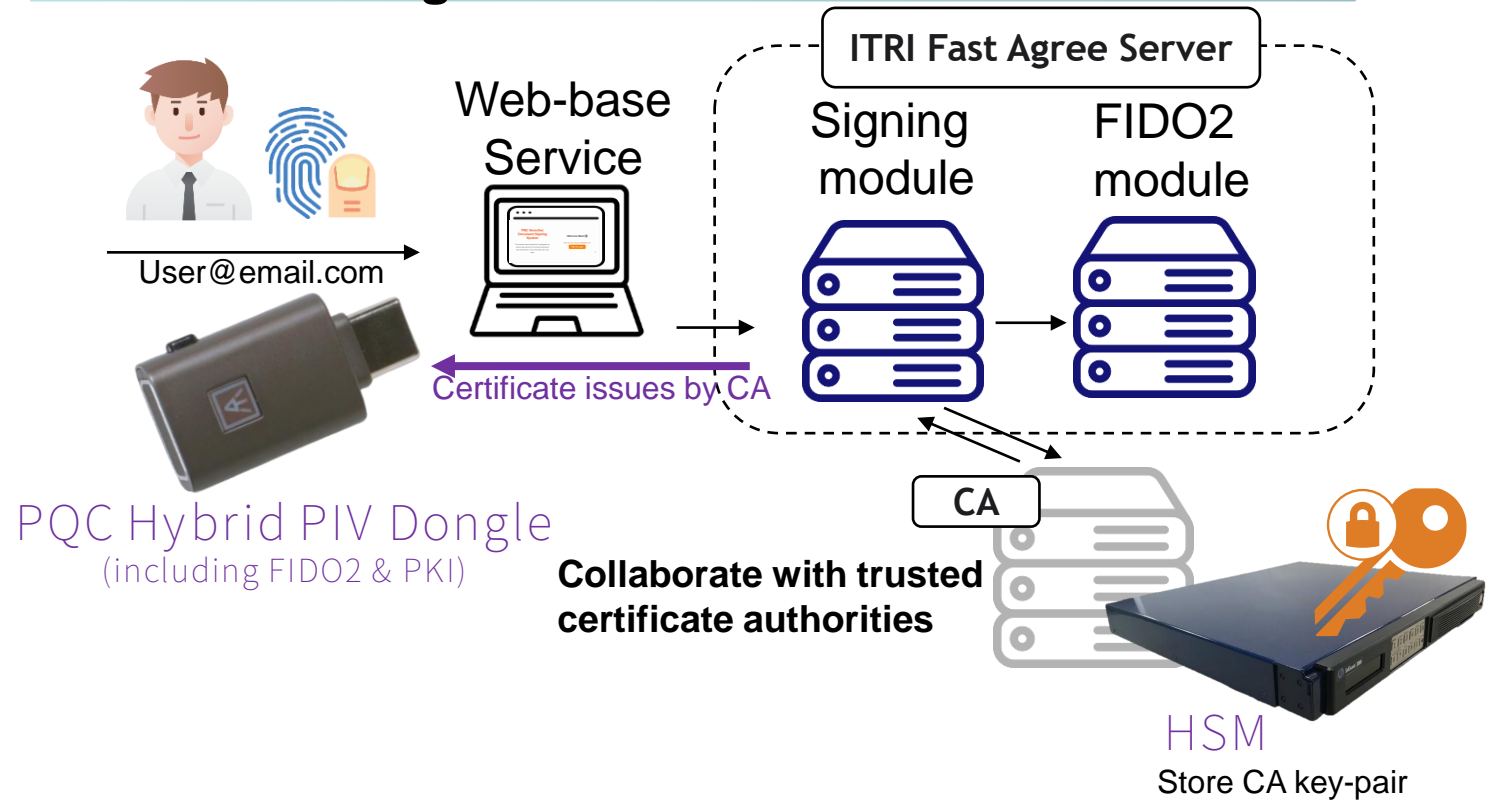 ITRI Fast Agree Server
Web-base
Service
Signing
module
FIDO2
module
User@email.com
Certificate issues by CA
PQC Hybrid PIV Dongle
(including FIDO2 & PKI)
CA
Collaborate with trusted
certificate authorities
HSM
Store CA key-pair